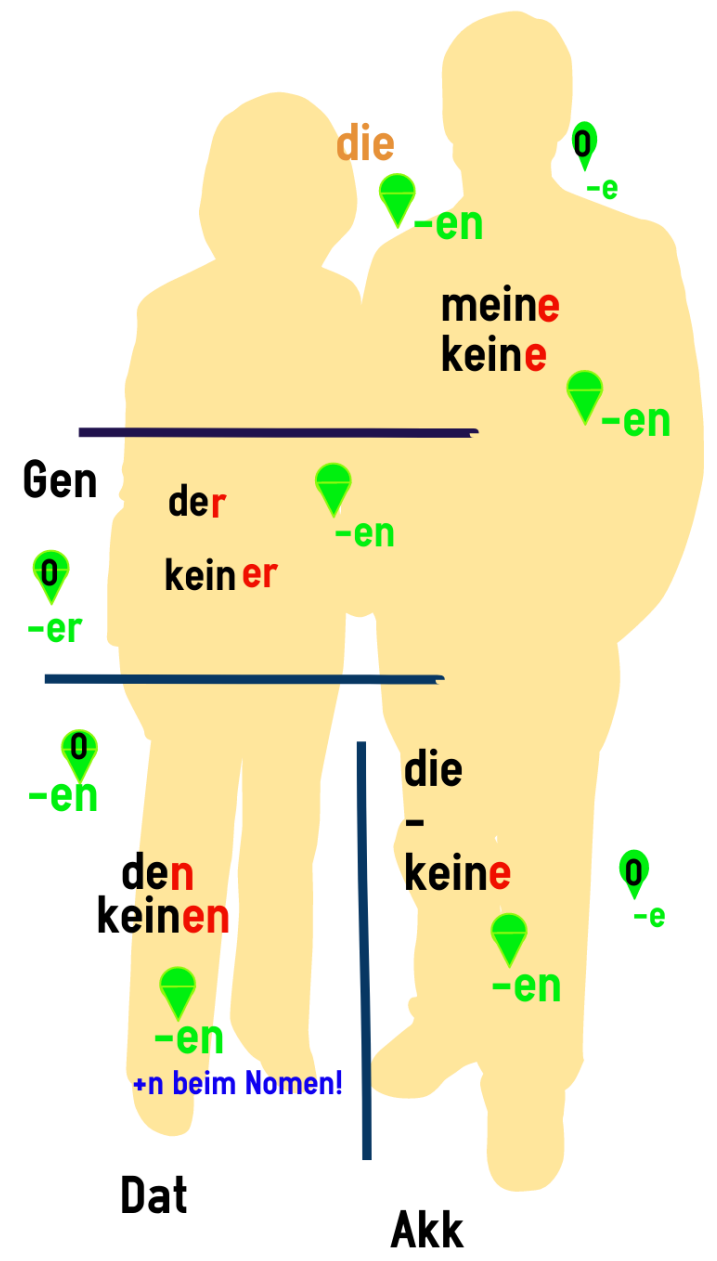 die
0
-e
-en
meine
keine
-en
Gen
der
-en
keiner
0
-er
0
-en
die
-
keine
0
-e
den
keinen
-en
-en
+n beim Nomen!
Dat
Akk